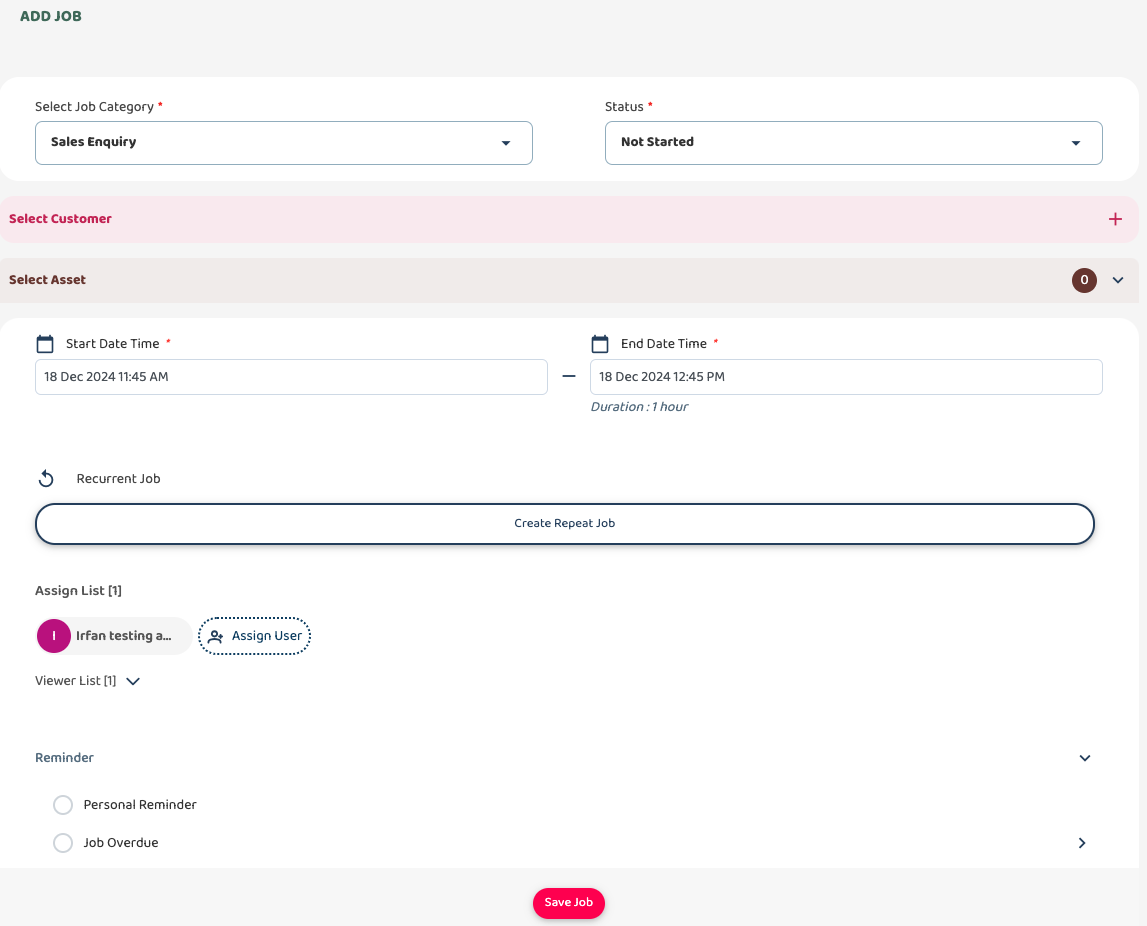 ADD JOB
Select Job Category *
Status *
Sales Enquiry
Not Started
Select Customer
+
Select Asset
0
Start Date Time *
End Date Time *
18 Dec 2024 11:45 AM
—
18 Dec 2024 12:45 PM
Duration : 1 hour
Recurrent Job
Create Repeat Job
Assign List [1]
I
Irfan testing a...
Assign User
Viewer List [1]
Reminder
Personal Reminder
Job Overdue
Save Job